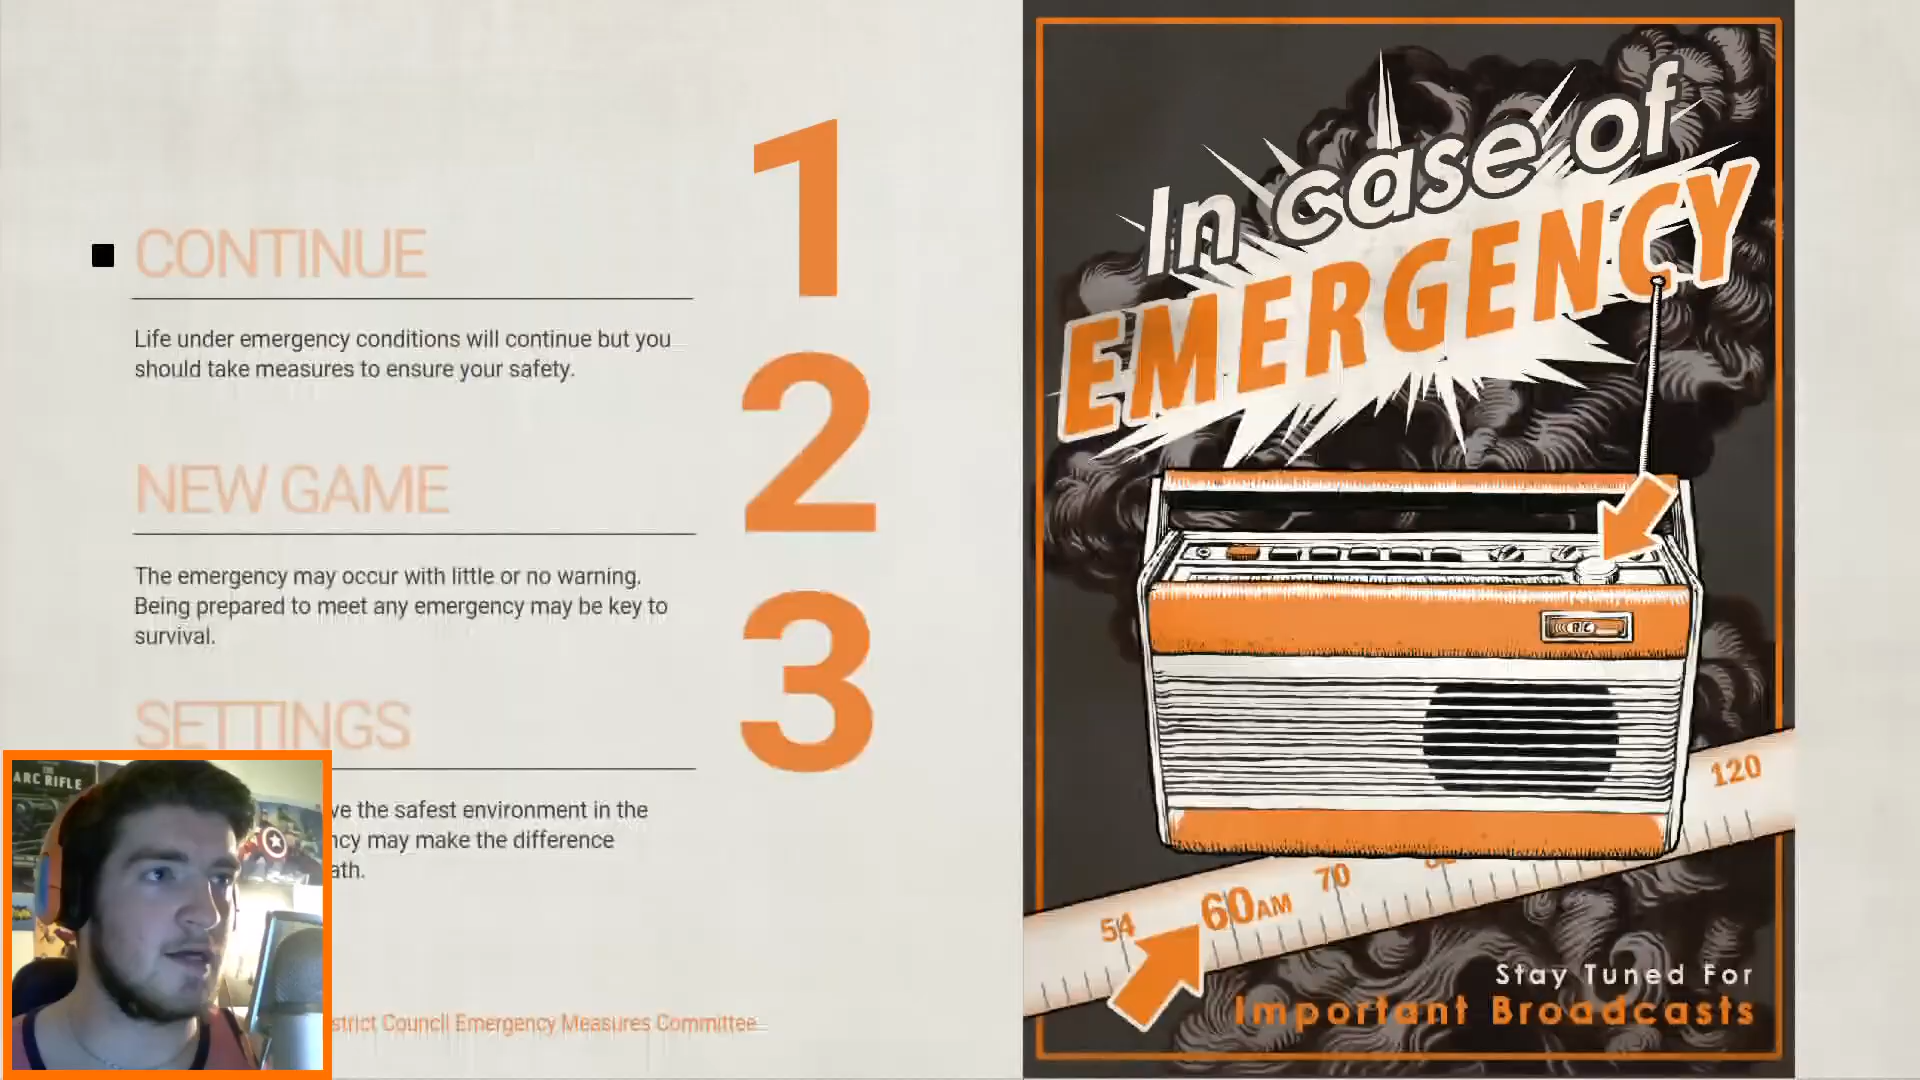 CONTINUE
Life under emergency conditions will continue but you
should take measures to ensure your safety.
1
NEW GAME
The emergency may occur with little or no warning.
Being prepared to meet any emergency may be key to
survival.
2
SETTINGS
ve the safest environment in the
ncy may make the difference
ath.
3
strict Council Emergency Measures Committee
ARC RIFLE
In case of
EMERGENCY
120
54 60AM 70
Stay Tuned For
Important Broadcasts